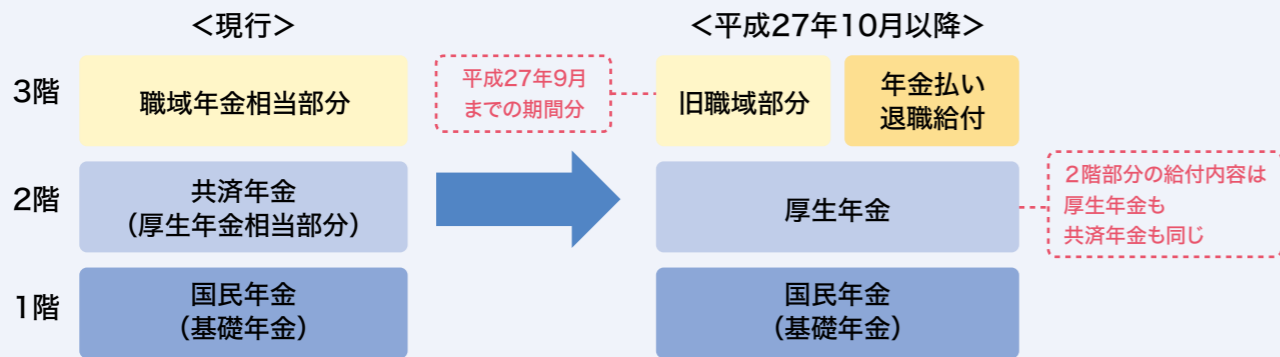 <現行>
<平成27年10月以降>
3階
職域年金相当部分
平成27年9月
までの期間分
旧職域部分
年金払い
退職給付
2階
共済年金
(厚生年金相当部分)
厚生年金
2階部分の給付内容は
厚生年金も
共済年金も同じ
1階
国民年金
(基礎年金)
国民年金
(基礎年金)